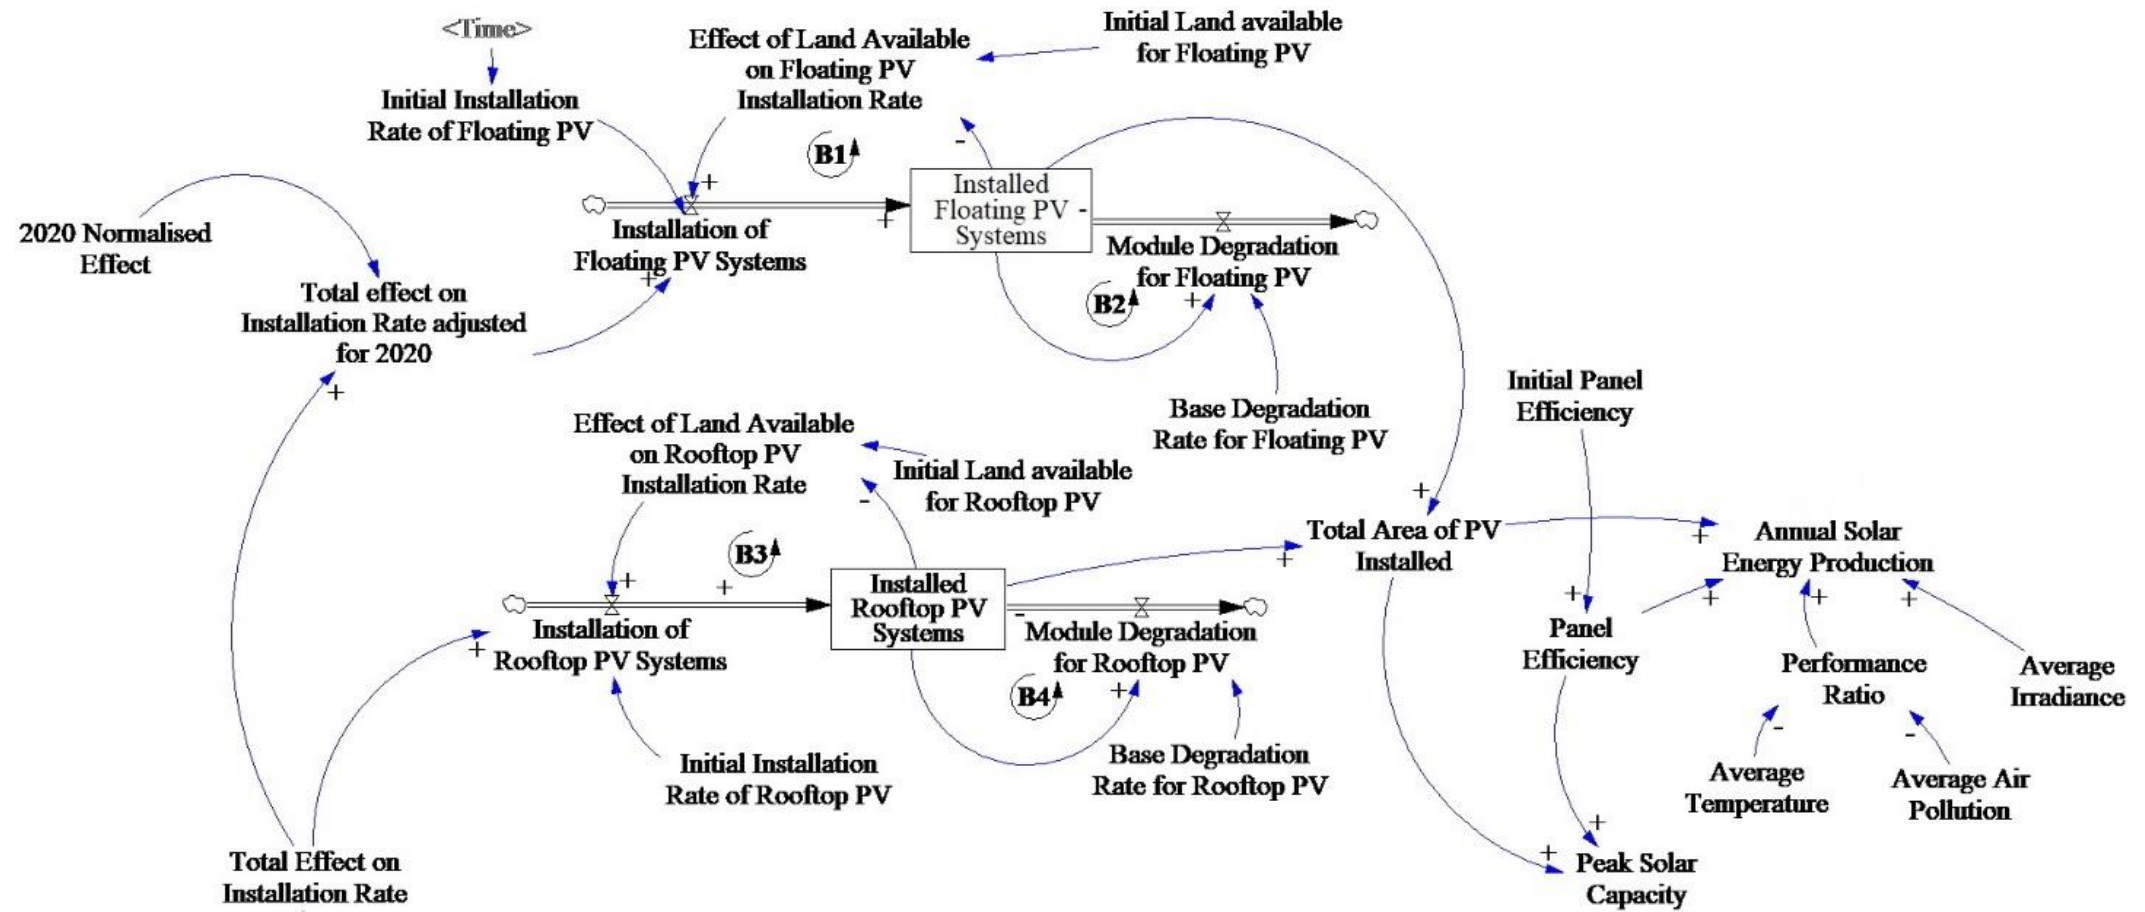 <Time>
Initial Installation
Rate of Floating PV
Effect of Land Available
on Floating PV
Installation Rate
Initial Land available
for Floating PV
B1
-
+
+
Installed
Floating PV -
Systems
2020 Normalised
Effect
Installation of
Floating PV Systems
+
Module Degradation
for Floating PV
B2
+
Total effect on
Installation Rate adjusted
for 2020
+
Base Degradation
Rate for Floating PV
Initial Panel
Efficiency
Effect of Land Available
on Rooftop PV
Installation Rate
Initial Land available
for Rooftop PV
-
+
Total Area of PV
Installed
+
Annual Solar
Energy Production
+
B3
+
+
Installed
Rooftop PV
Systems
-
Installation of
Rooftop PV Systems
+
Module Degradation
for Rooftop PV
B4
+
+
Panel
Efficiency
+
+
+
Performance
Ratio
Average
Irradiance
-
-
Initial Installation
Rate of Rooftop PV
Base Degradation
Rate for Rooftop PV
Average
Temperature
Average Air
Pollution
Total Effect on
Installation Rate
+
+
Peak Solar
Capacity